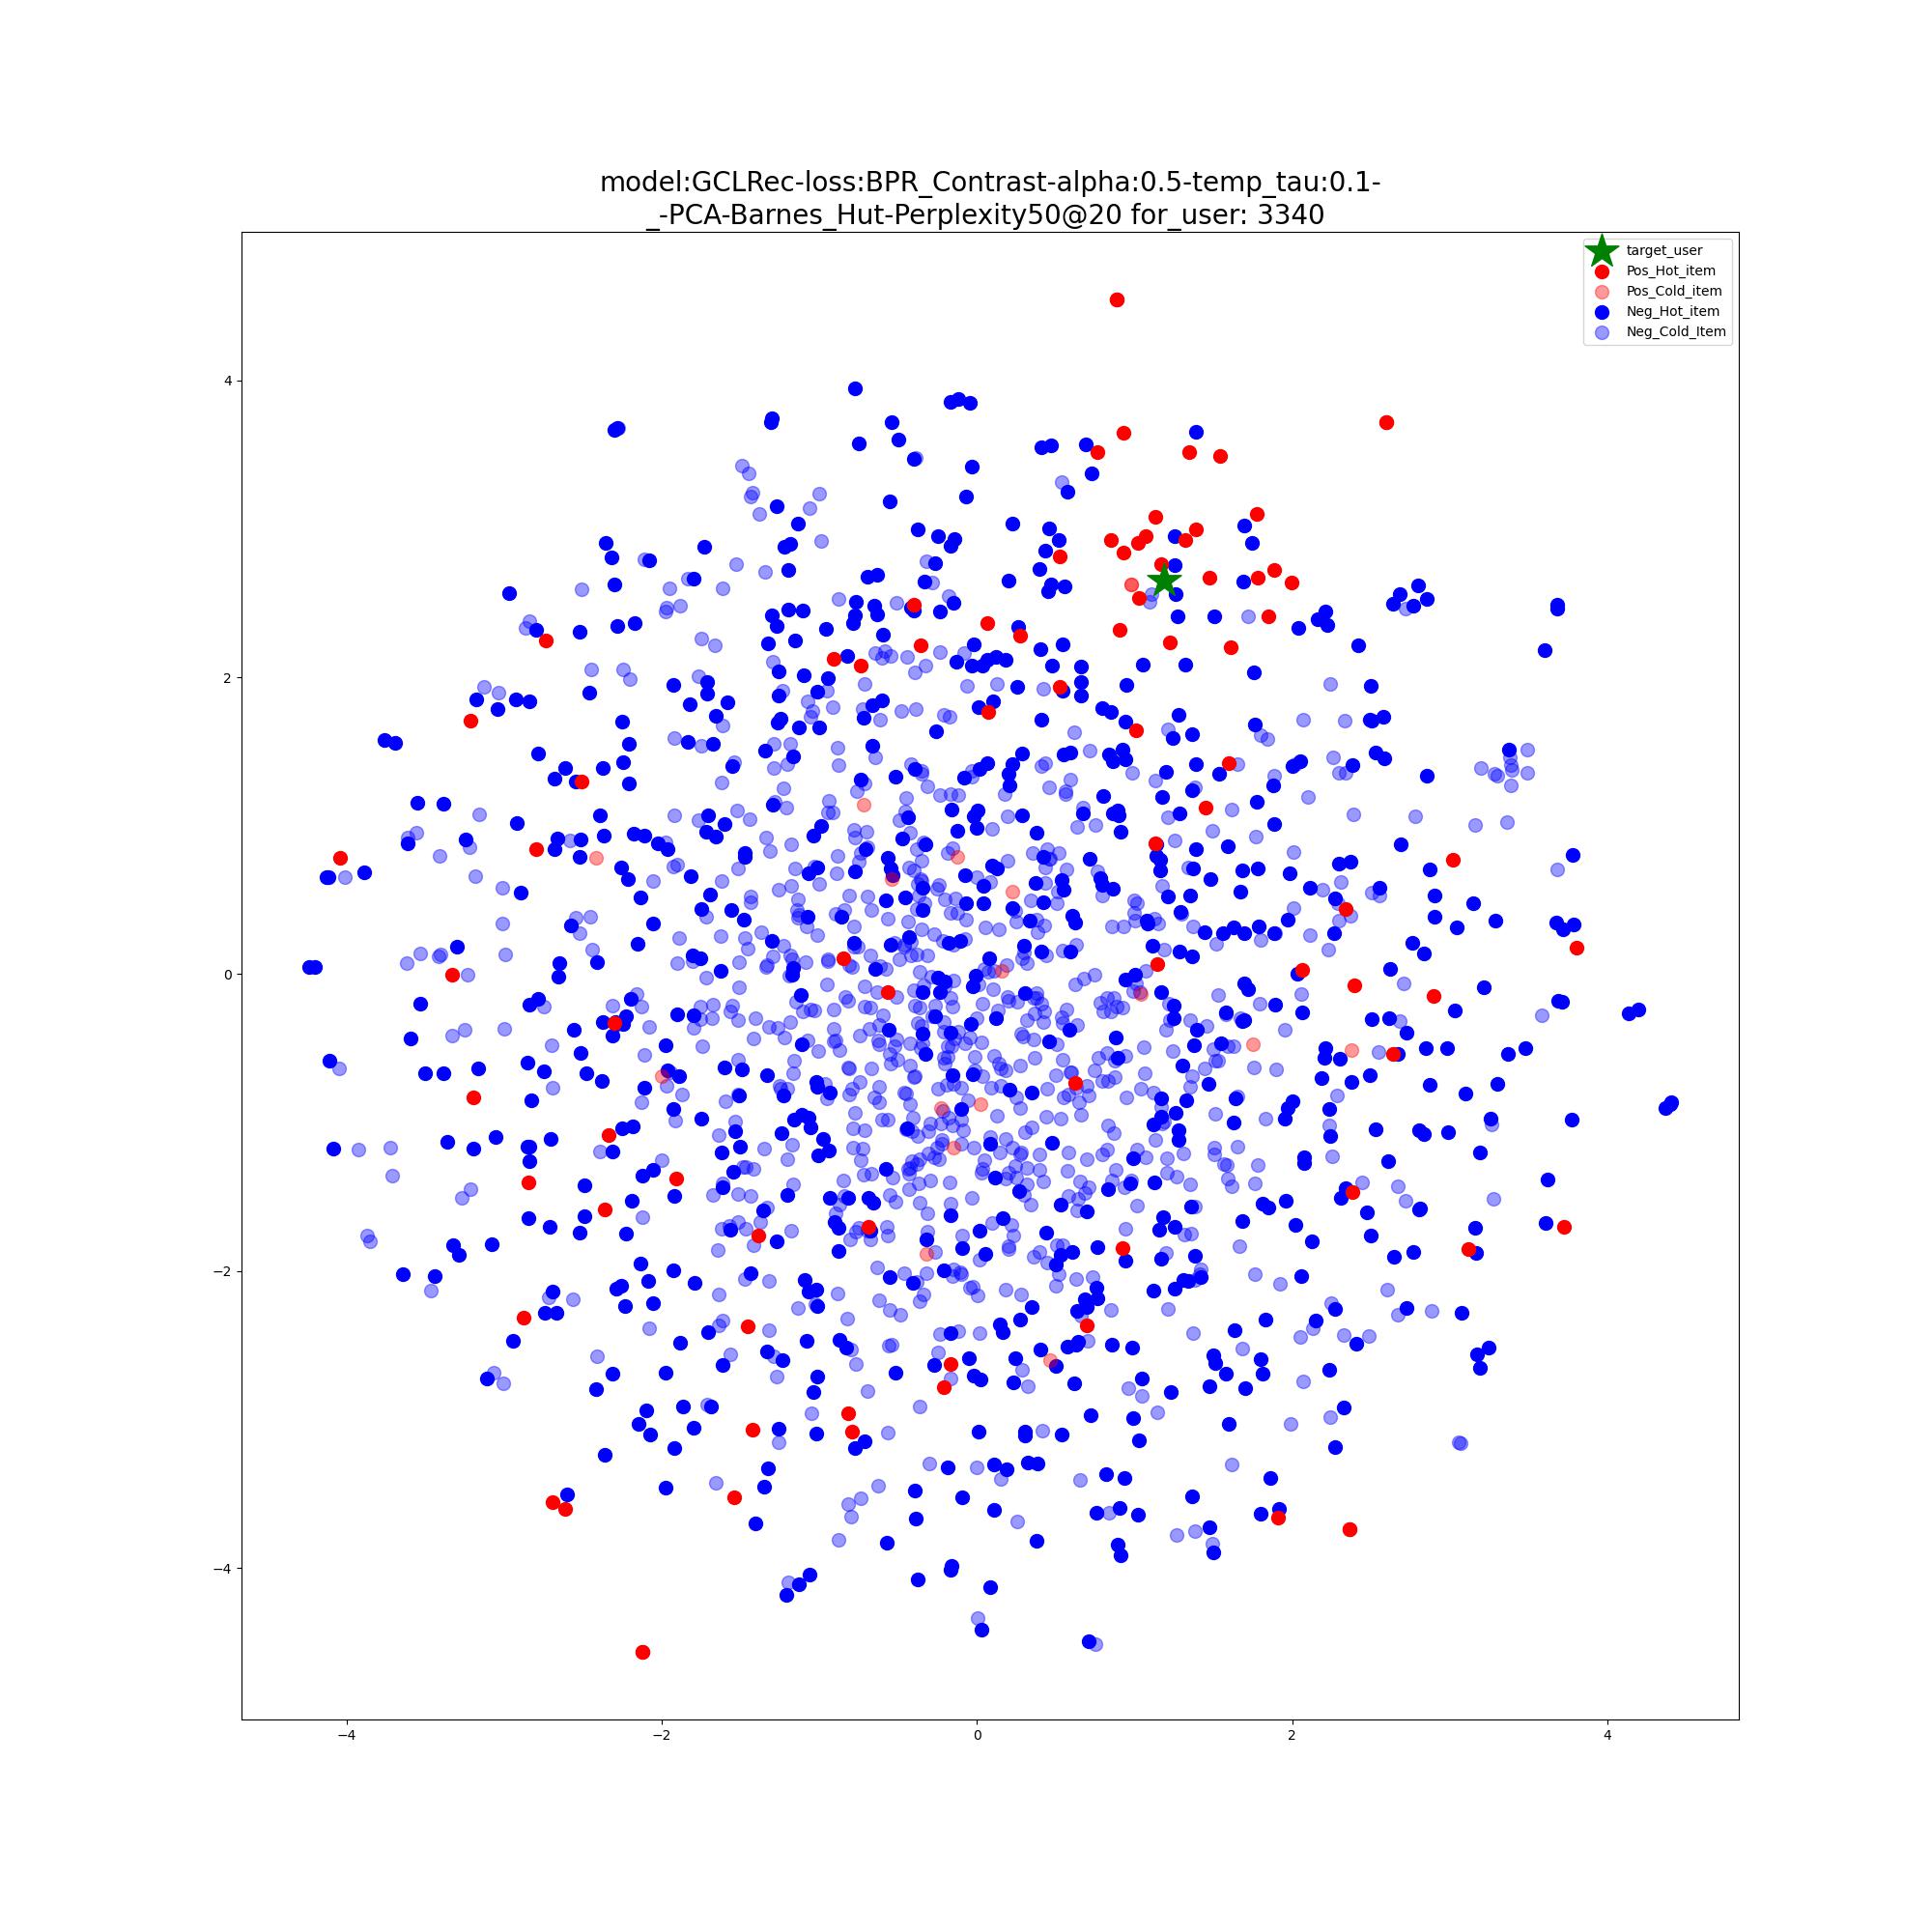 model:GCLRec-loss:BPR_Contrast-alpha:0.5-temp_tau:0.1-
_-PCA-Barnes_Hut-Perplexity50@20 for_user: 3340
target_user
Pos_Hot_item
Pos_Cold_item
Neg_Hot_item
Neg_Cold_Item
4
2
0
−2
−4
−4
−2
0
2
4